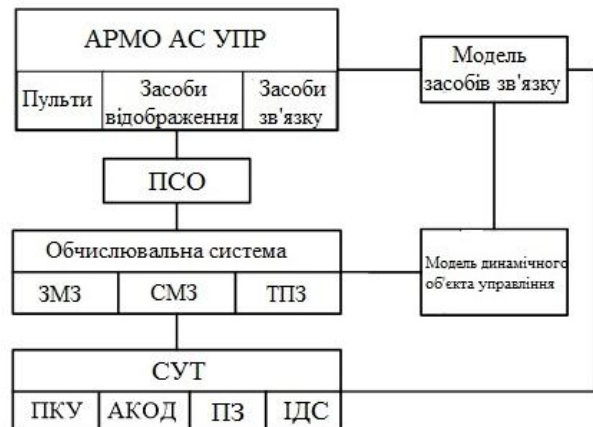 АРМО АС УПР
Пульти
Засоби
відображення
Засоби
зв'язку
Модель
засобів зв'язку
ПСО
Обчислювальна система
ЗМЗ
СМЗ
ТПЗ
Модель динамічного
об'єкта управління
СУТ
ПКУ
АКОД
ПЗ
ІДС